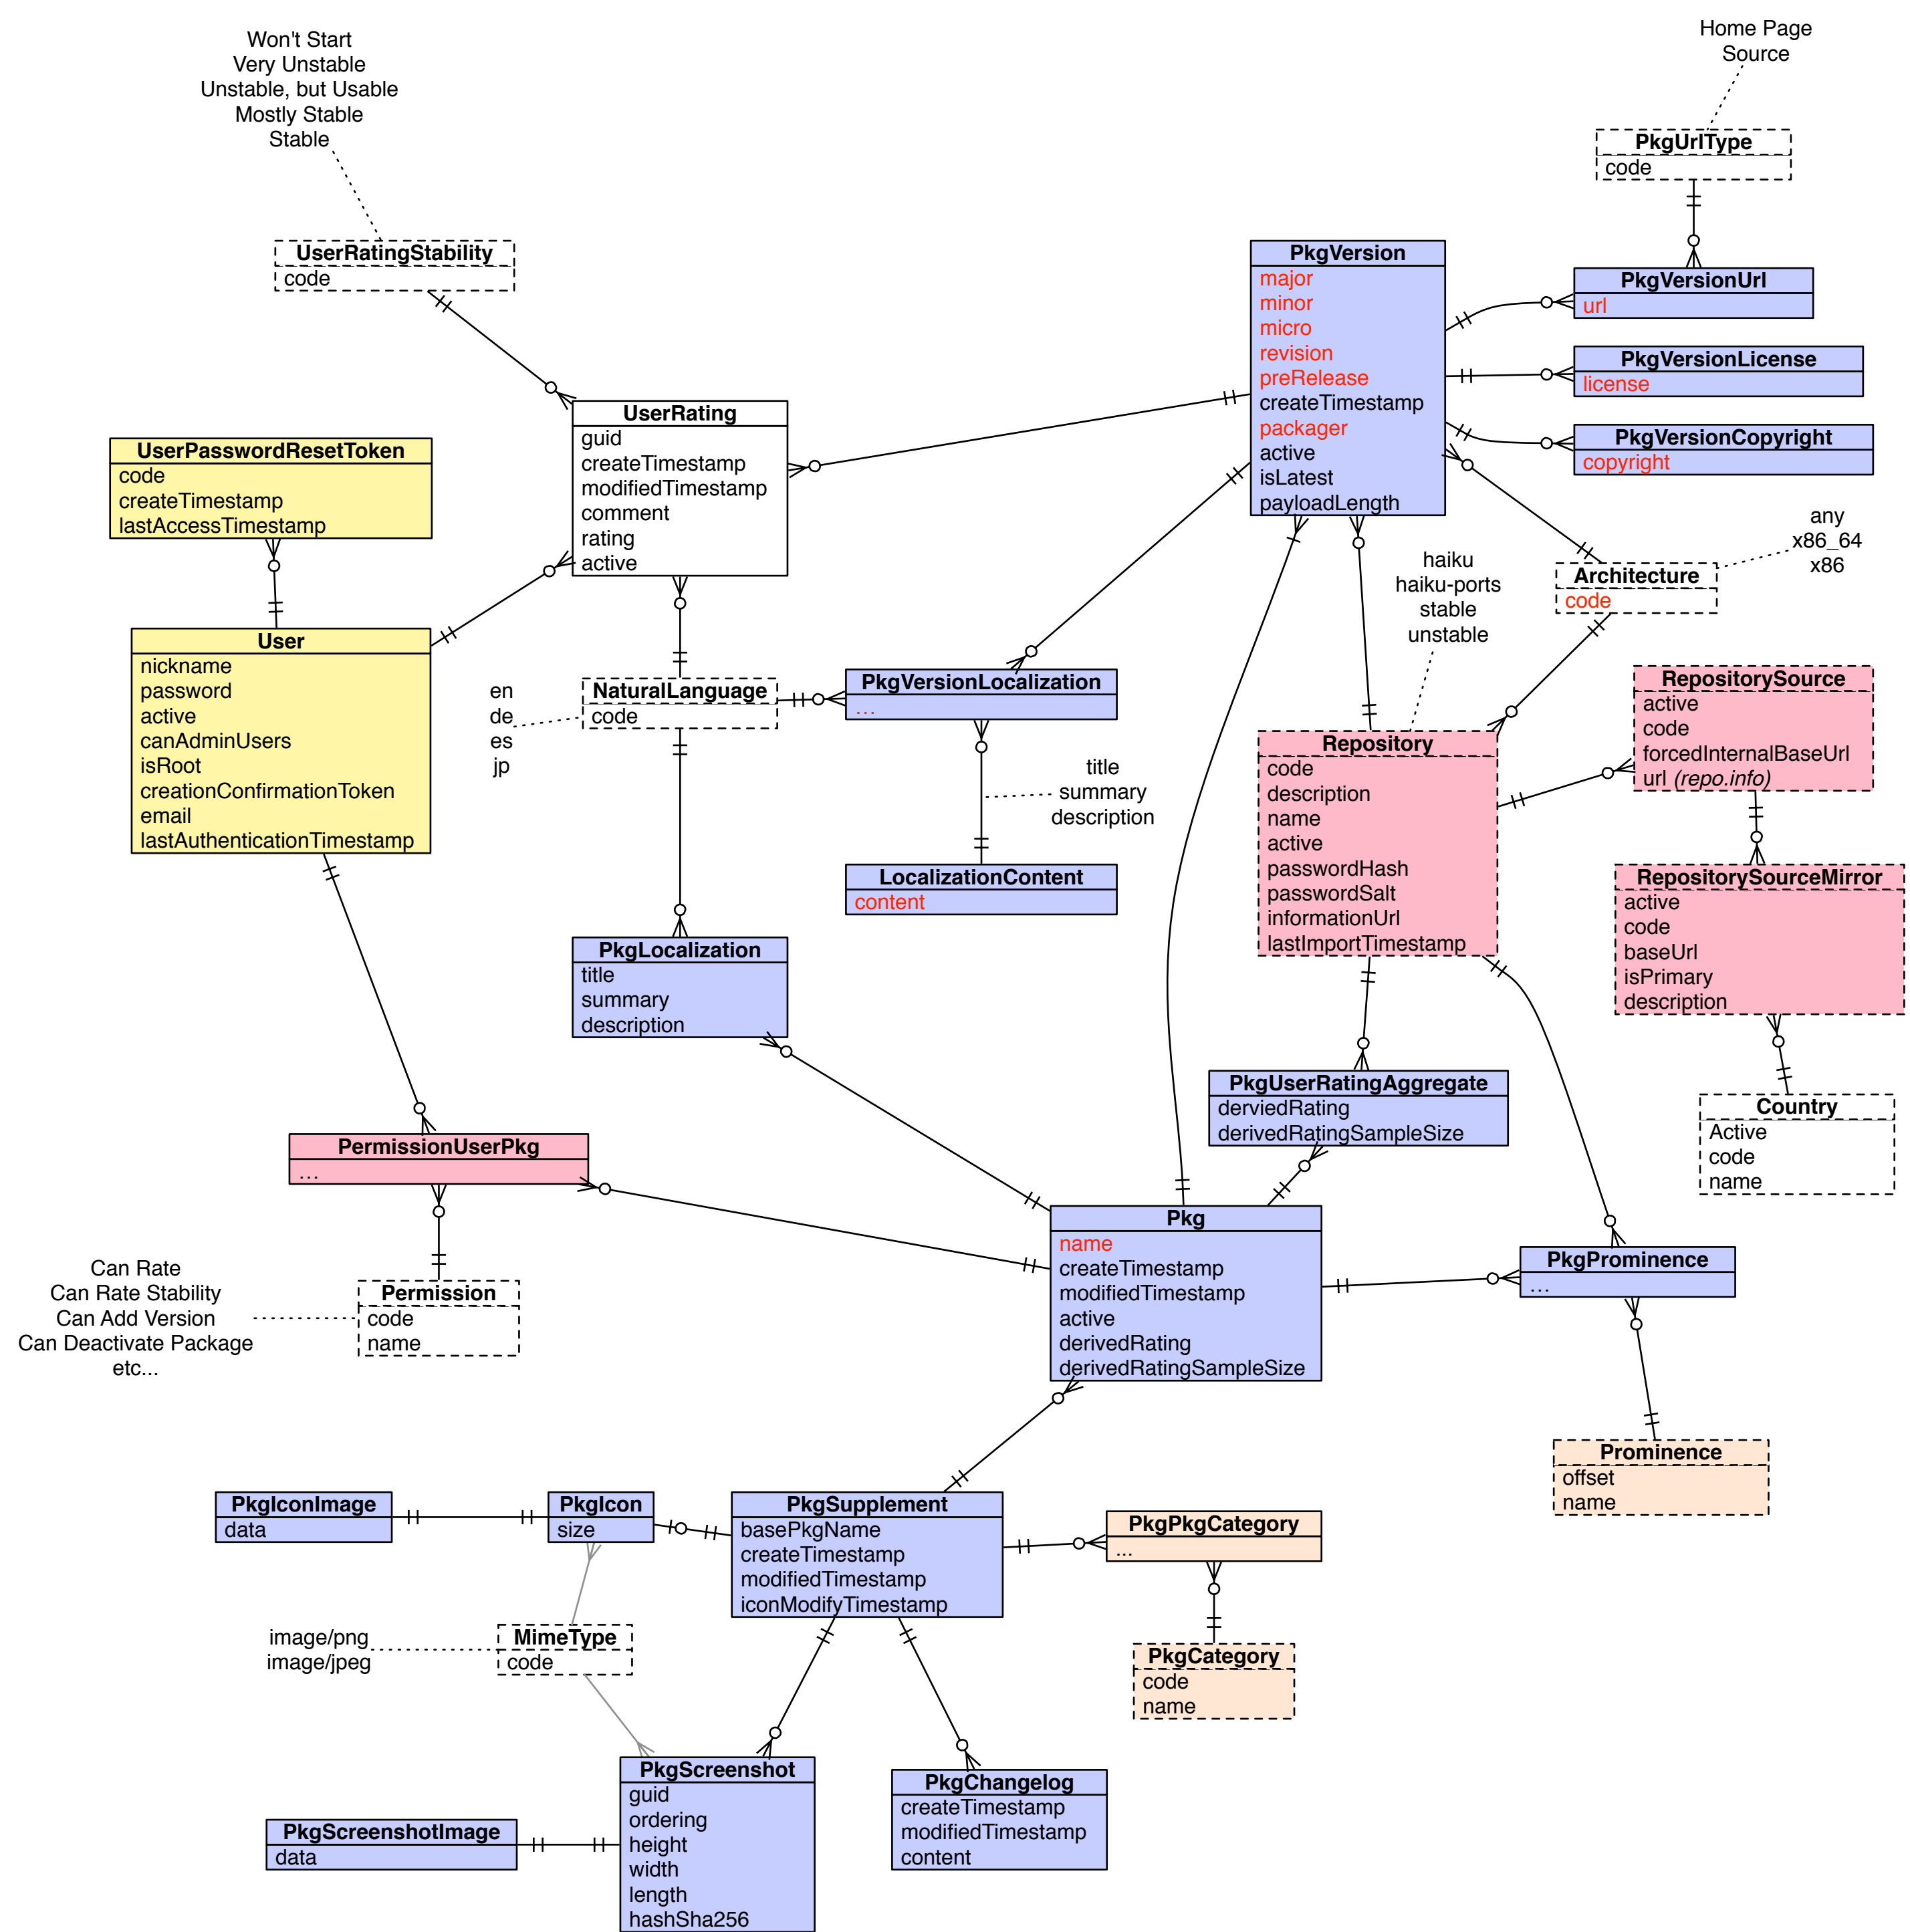 Home Page
Source
Won't Start
Very Unstable
Unstable, but Usable
Mostly Stable
Stable
PkgUrlType
code
UserRatingStability
code
PkgVersion
major
minor
micro
revision
preRelease
createTimestamp
packager
active
isLatest
payloadLength
PkgVersionUrl
url
PkgVersionLicense
license
PkgVersionCopyright
copyright
UserRating
guid
createTimestamp
modifiedTimestamp
comment
rating
active
UserPasswordResetToken
code
createTimestamp
lastAccessTimestamp
any
x86_64
x86
haiku
haiku-ports
stable
unstable
Architecture
code
User
nickname
password
active
canAdminUsers
isRoot
creationConfirmationToken
email
lastAuthenticationTimestamp
en
de
es
jp
NaturalLanguage
code
PkgVersionLocalization
...
RepositorySource
active
code
forcedInternalBaseUrl
url (repo.info)
Repository
code
description
name
active
passwordHash
passwordSalt
informationUrl
lastImportTimestamp
title
summary
description
LocalizationContent
content
RepositorySourceMirror
active
code
baseUrl
isPrimary
description
PkgLocalization
title
summary
description
PkgUserRatingAggregate
derviedRating
derivedRatingSampleSize
Country
Active
code
name
PermissionUserPkg
...
Pkg
name
createTimestamp
modifiedTimestamp
active
derivedRating
derivedRatingSampleSize
PkgProminence
...
Can Rate
Can Rate Stability
Can Add Version
Can Deactivate Package
etc...
Permission
code
name
Prominence
offset
name
PkgIconImage
data
PkgIcon
size
PkgSupplement
basePkgName
createTimestamp
modifiedTimestamp
iconModifyTimestamp
PkgPkgCategory
...
image/png
image/jpeg
MimeType
code
PkgCategory
code
name
PkgScreenshot
guid
ordering
height
width
length
hashSha256
PkgChangelog
createTimestamp
modifiedTimestamp
content
PkgScreenshotImage
data